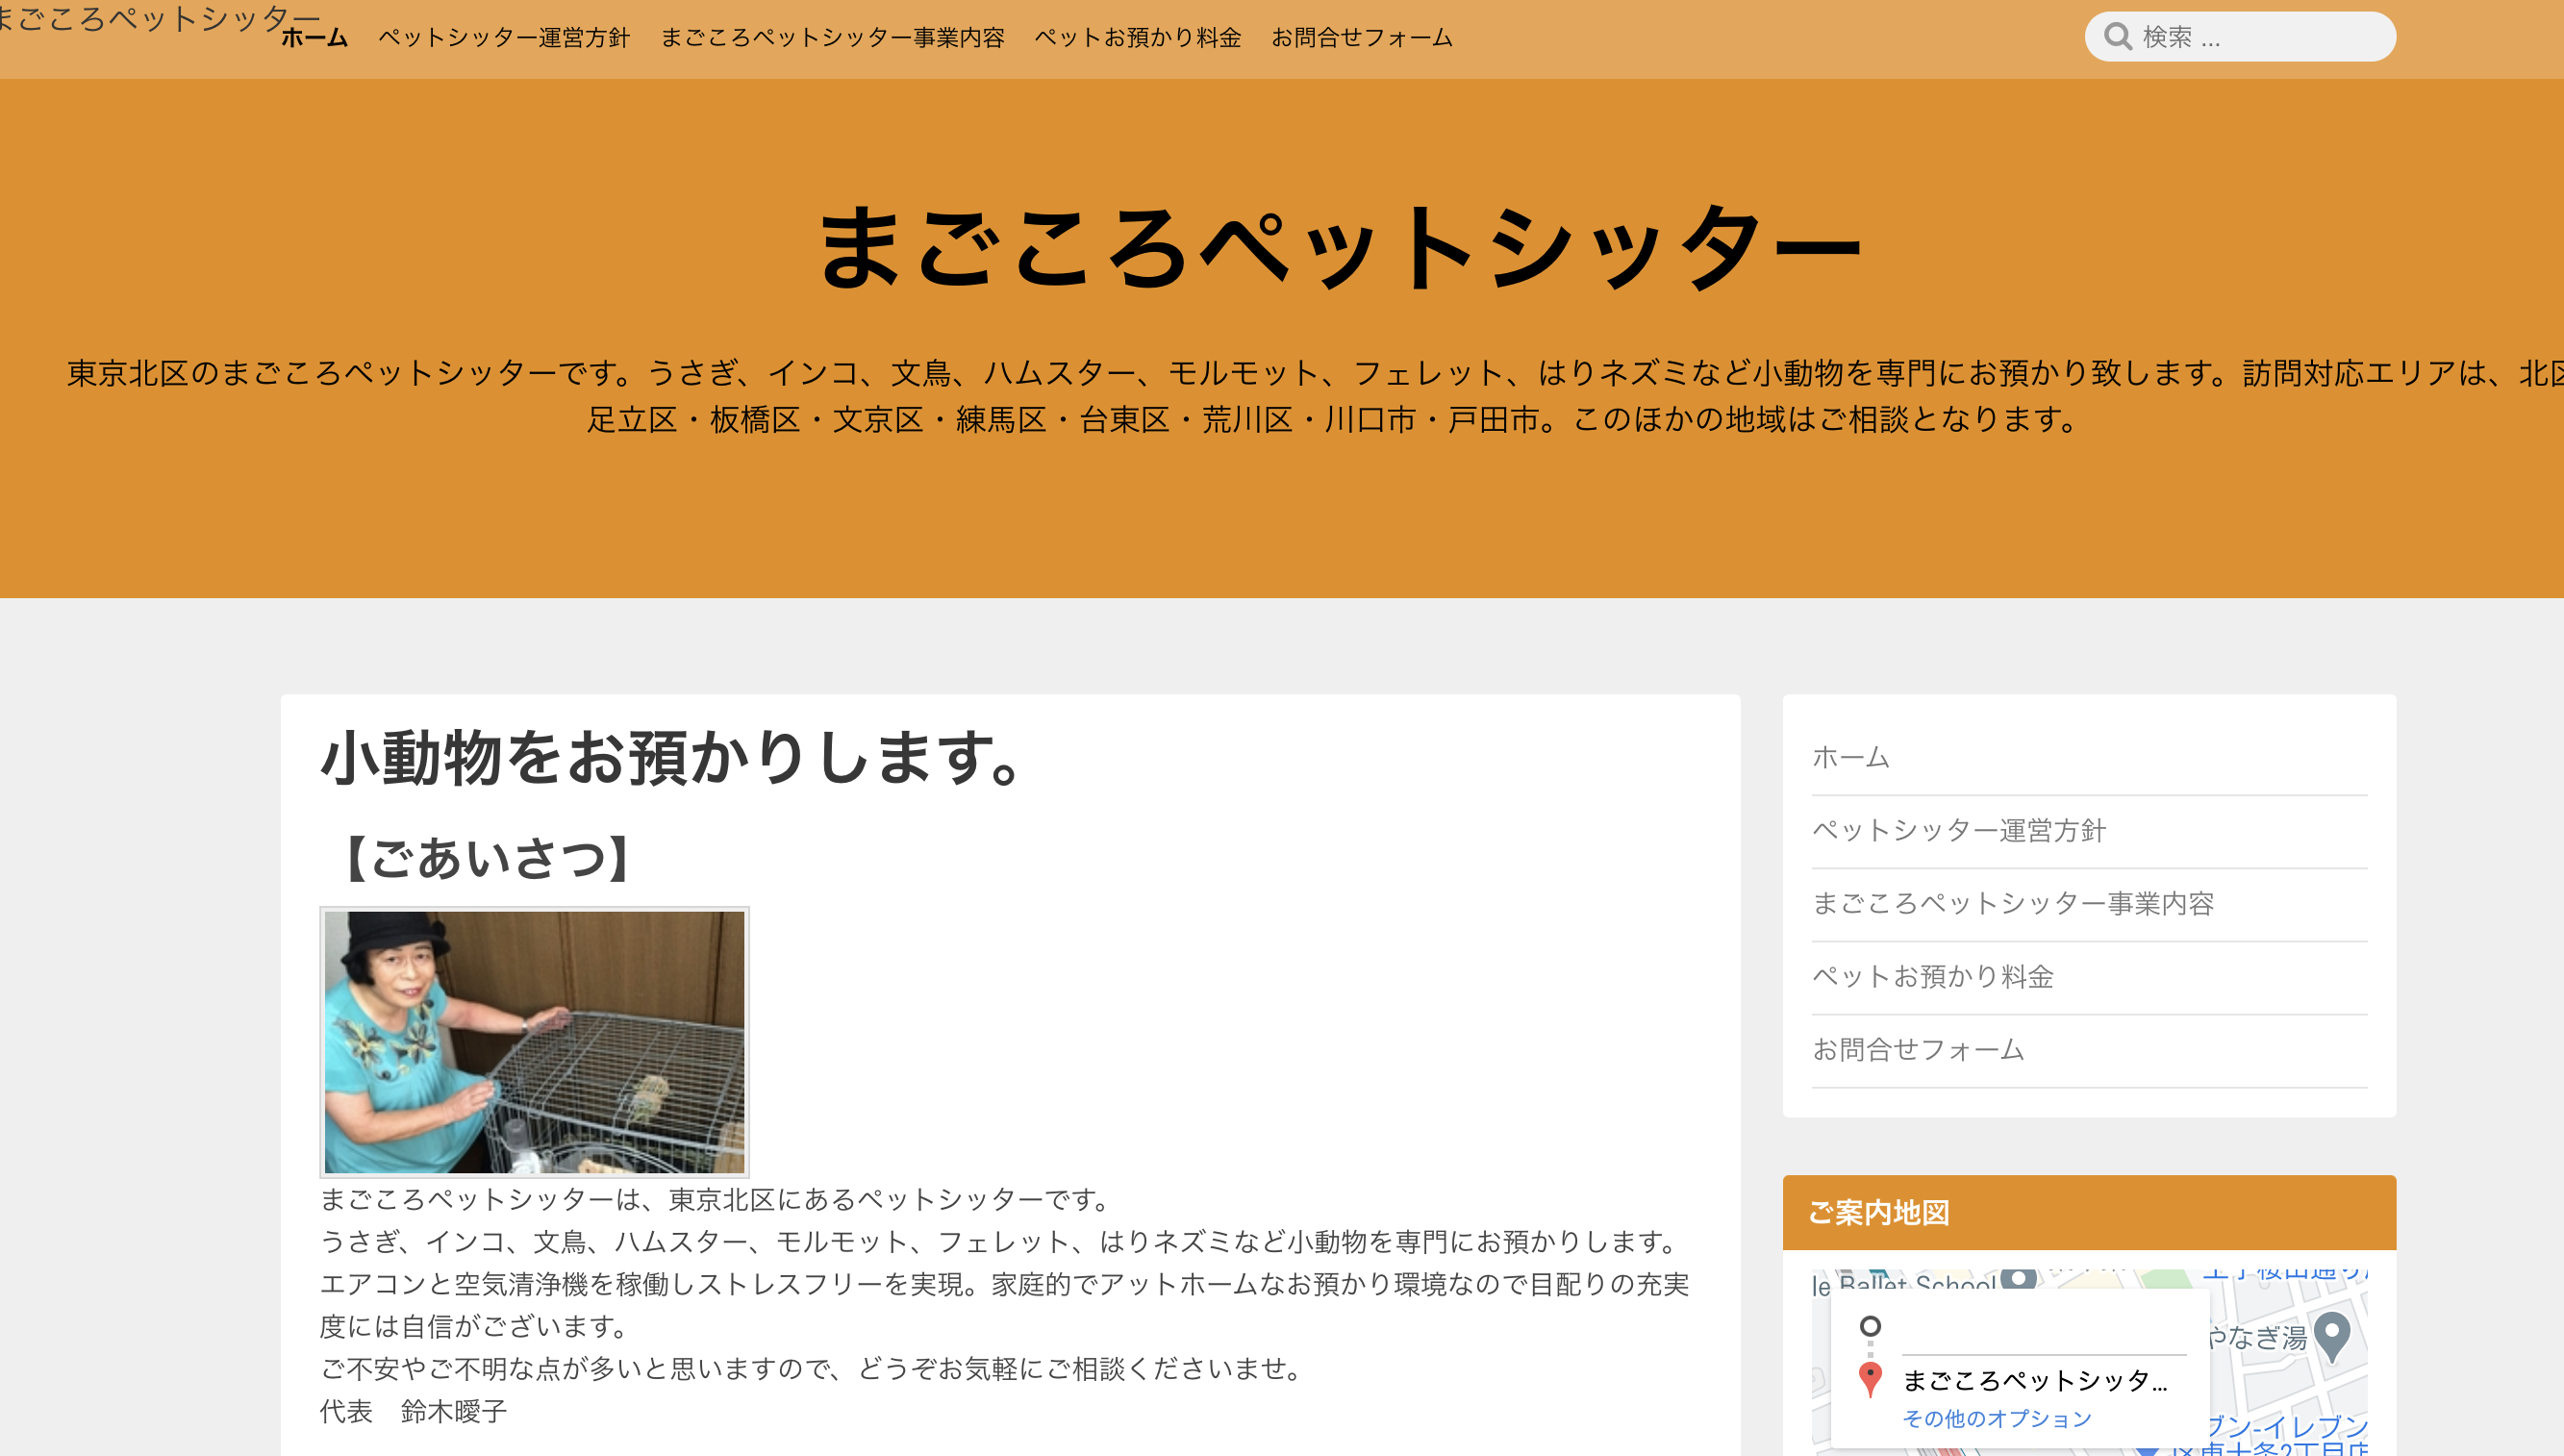 まごころペットシッター
ホーム ペットシッター運営方針 まごころペットシッター事業内容 ペットお預かり料金 お問合せフォーム
検索 ...
まごころペットシッター
東京北区のまごころペットシッターです。うさぎ、インコ、文鳥、ハムスター、モルモット、フェレット、はりネズミなど小動物を専門にお預かり致します。訪問対応エリアは、北区
足立区・板橋区・文京区・練馬区・台東区・荒川区・川口市・戸田市。このほかの地域はご相談となります。
小動物をお預かりします。
【ごあいさつ】
まごころペットシッターは、東京北区にあるペットシッターです。
うさぎ、インコ、文鳥、ハムスター、モルモット、フェレット、はりネズミなど小動物を専門にお預かりします。
エアコンと空気清浄機を稼働しストレスフリーを実現。家庭的でアットホームなお預かり環境なので目配りの充実
度には自信がございます。
ご不安やご不明な点が多いと思いますので、どうぞお気軽にご相談くださいませ。
代表　鈴木曖子
ホーム
ペットシッター運営方針
まごころペットシッター事業内容
ペットお預かり料金
お問合せフォーム
ご案内地図
le Ballet School
やなぎ湯
まごころペットシッタ...
その他のオプション
ブン-イレブン
区東十条2丁目店